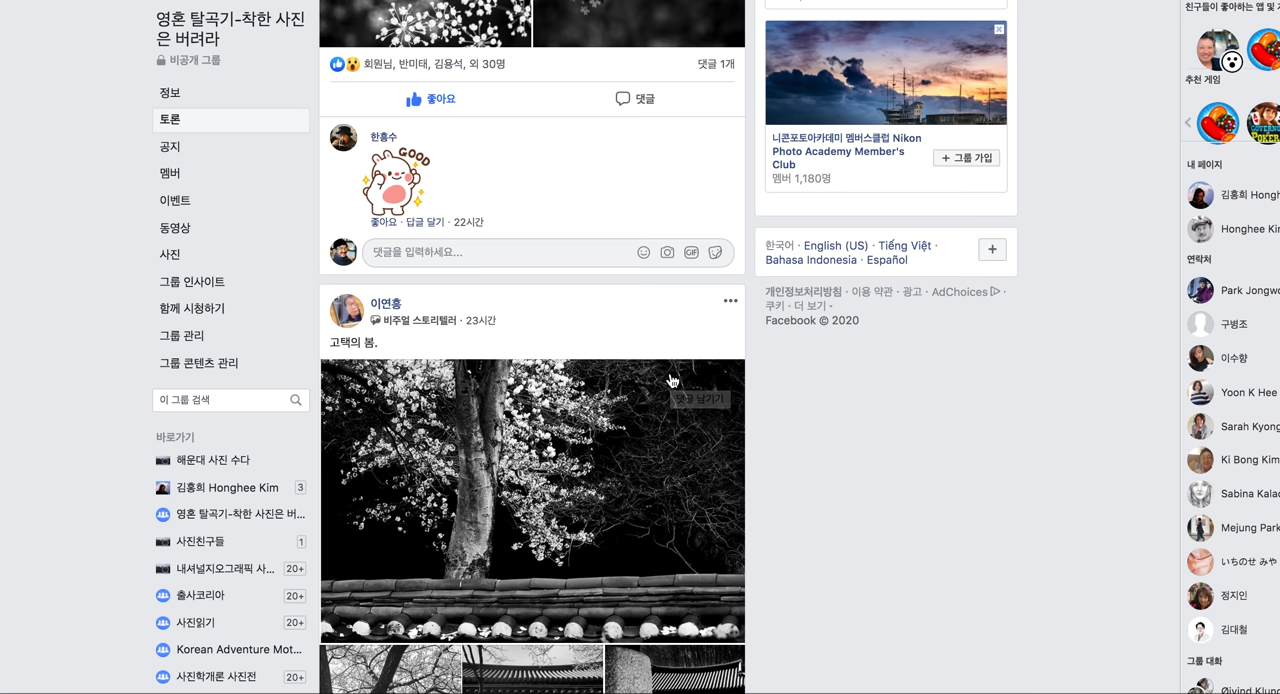 영혼 탈곡기-착한 사진
은 버려라
비공개 그룹
정보
토론
공지
멤버
이벤트
동영상
사진
그룹 인사이트
함께 시청하기
그룹 관리
그룹 콘텐츠 관리
이 그룹 검색
바로가기
해운대 사진 수다
김홍희 Honghee Kim 3
영혼 탈곡기-착한 사진은 버...
사진친구들 1
내셔널지오그래픽 사... 20+
출사코리아 20+
사진읽기 20+
Korean Adventure Mot...
사진학개론 사진전 20+
회원님, 반미태, 김용석, 외 30명 댓글 1개
좋아요 댓글
한홍수
GOOD
좋아요 · 답글 달기 · 22시간
댓글을 입력하세요...
GIF
이연홍
비주얼 스토리텔러 · 23시간
고택의 봄.
댓글 남기기
니콘포토아카데미 멤버스클럽 Nikon
Photo Academy Member's
Club
멤버 1,180명
+ 그룹 가입
한국어 · English (US) · Tiếng Việt ·
Bahasa Indonesia · Español
+
개인정보처리방침 · 이용 약관 · 광고 · AdChoices ·
쿠키 · 더 보기
Facebook © 2020
친구들이 좋아하는 앱 및
추천 게임
GOVERNOR
POKER
내 페이지
김홍희 Hongh
Honghee Kin
연락처
Park Jongwo
구병조
이수향
Yoon K Hee
Sarah Kyong
Ki Bong Kim
Sabina Kalad
Mejung Park
いちのせ みや
정지인
김대철
그룹 대화
Øivind Klung